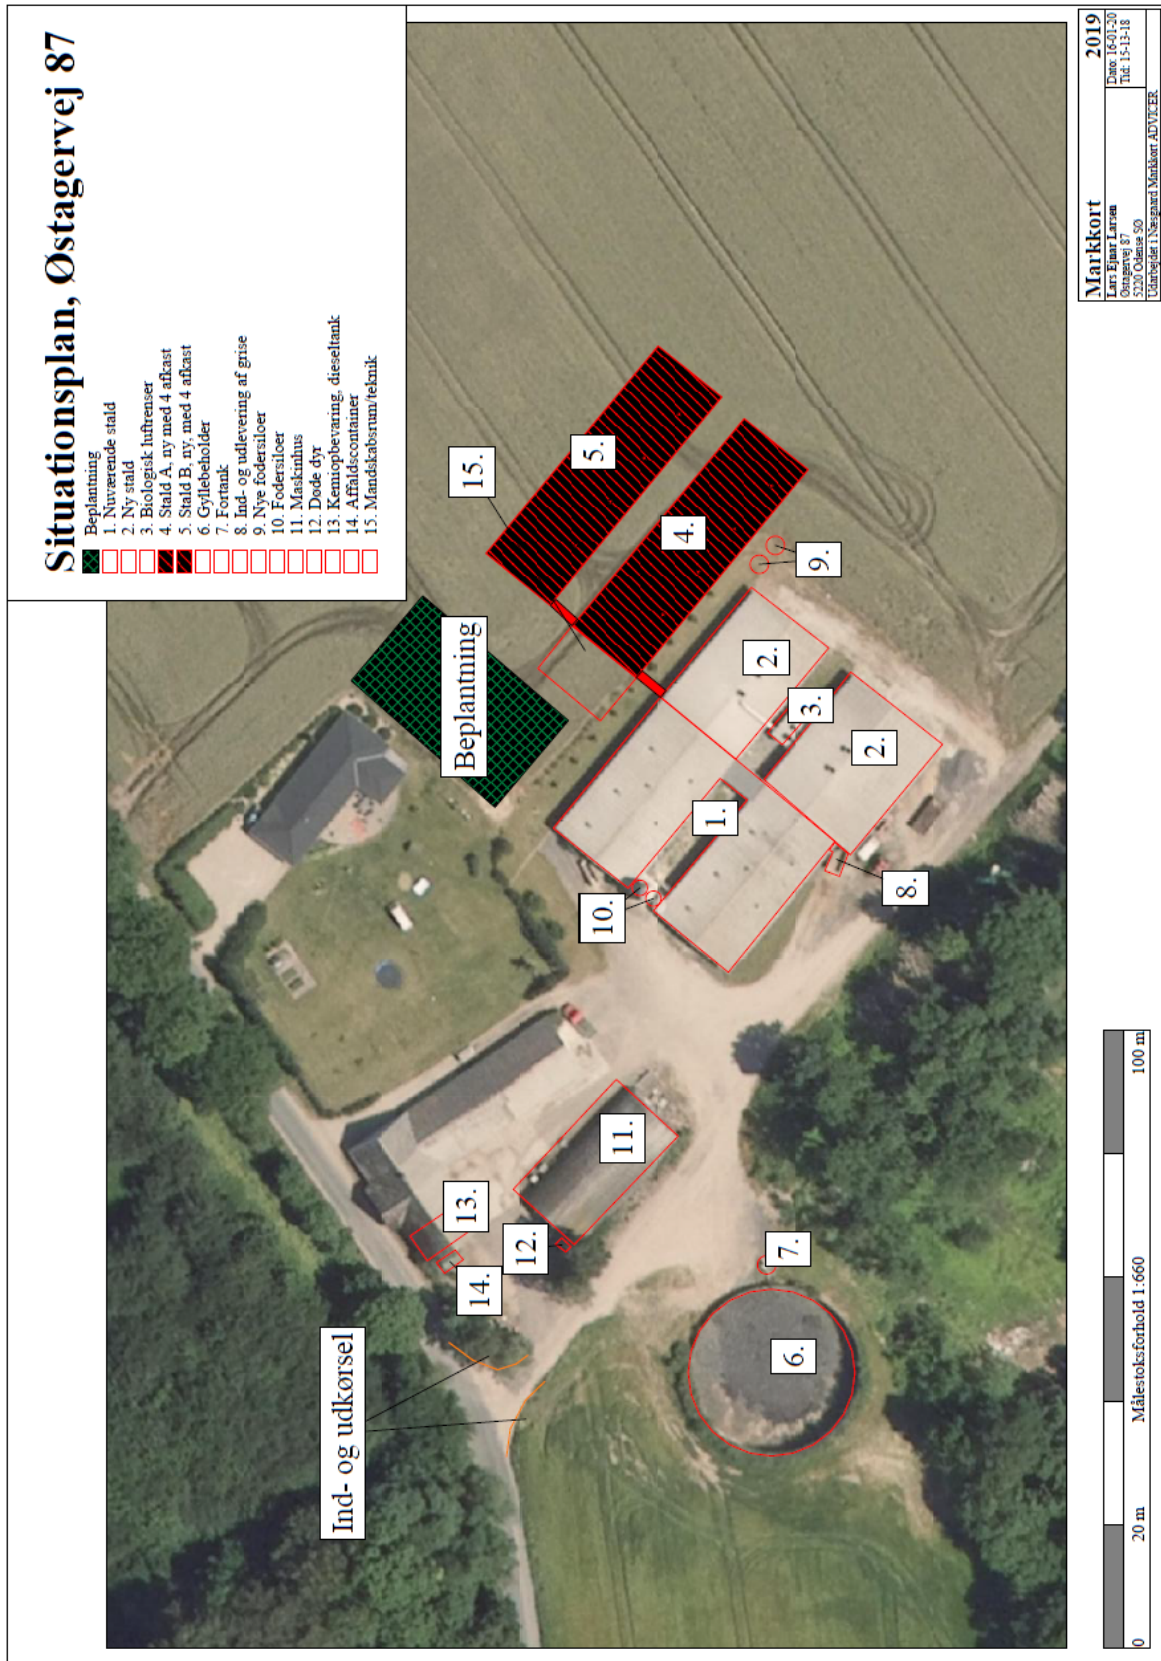 Situationsplan, Østagervej 87
Beplantning
1. Nuværende stald
2. Ny stald
3. Biologisk luftrenser
4. Stald A, ny med 4 afkast
5. Stald B, ny, med 4 afkast
6. Gyllebeholder
7. Fortank
8. Ind- og udlevering af grise
9. Nye fodersiloer
10. Fodersiloer
11. Maskinhus
12. Døde dyr
13. Kemiopbevaring, dieseltank
14. Affaldscontainer
15. Mandskabsrum/teknik
Ind- og udkørsel
14.
13.
12.
11.
10.
Beplantning
15.
5.
4.
1.
2.
3.
2.
9.
8.
7.
6.
0
20 m
Målestoksforhold 1:660
100 m
Markkort 2019
Lars Ejnar Larsen
Østagervej 87
5220 Odense SØ
Dato: 16-01-20
Tid: 15-13-18
Udarbejdet i Næsgaard Markkort ADVICER